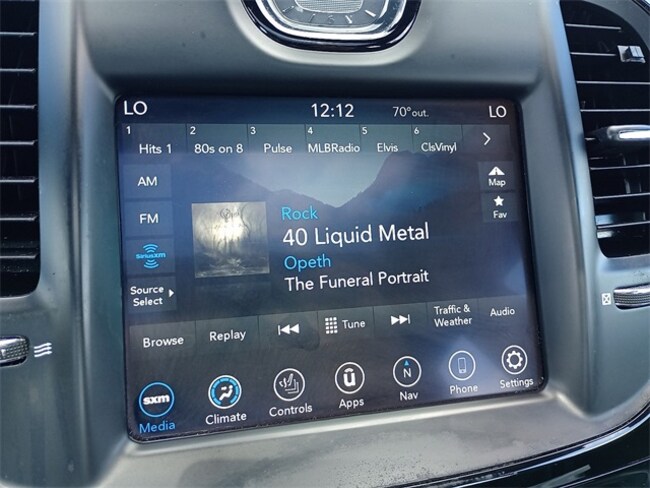 LO 12:12 70° out. LO
1 2 3 4 5 6
Hits 1 80s on 8 Pulse MLBRadio Elvis ClsVinyl
AM
Map
FM
Fav
SiriusXM
Source
Select
Rock
40 Liquid Metal
Opeth
The Funeral Portrait
Browse Replay Tune Traffic & Audio
Weather
sxm
Media Climate Controls Apps Nav Phone Settings
ū N